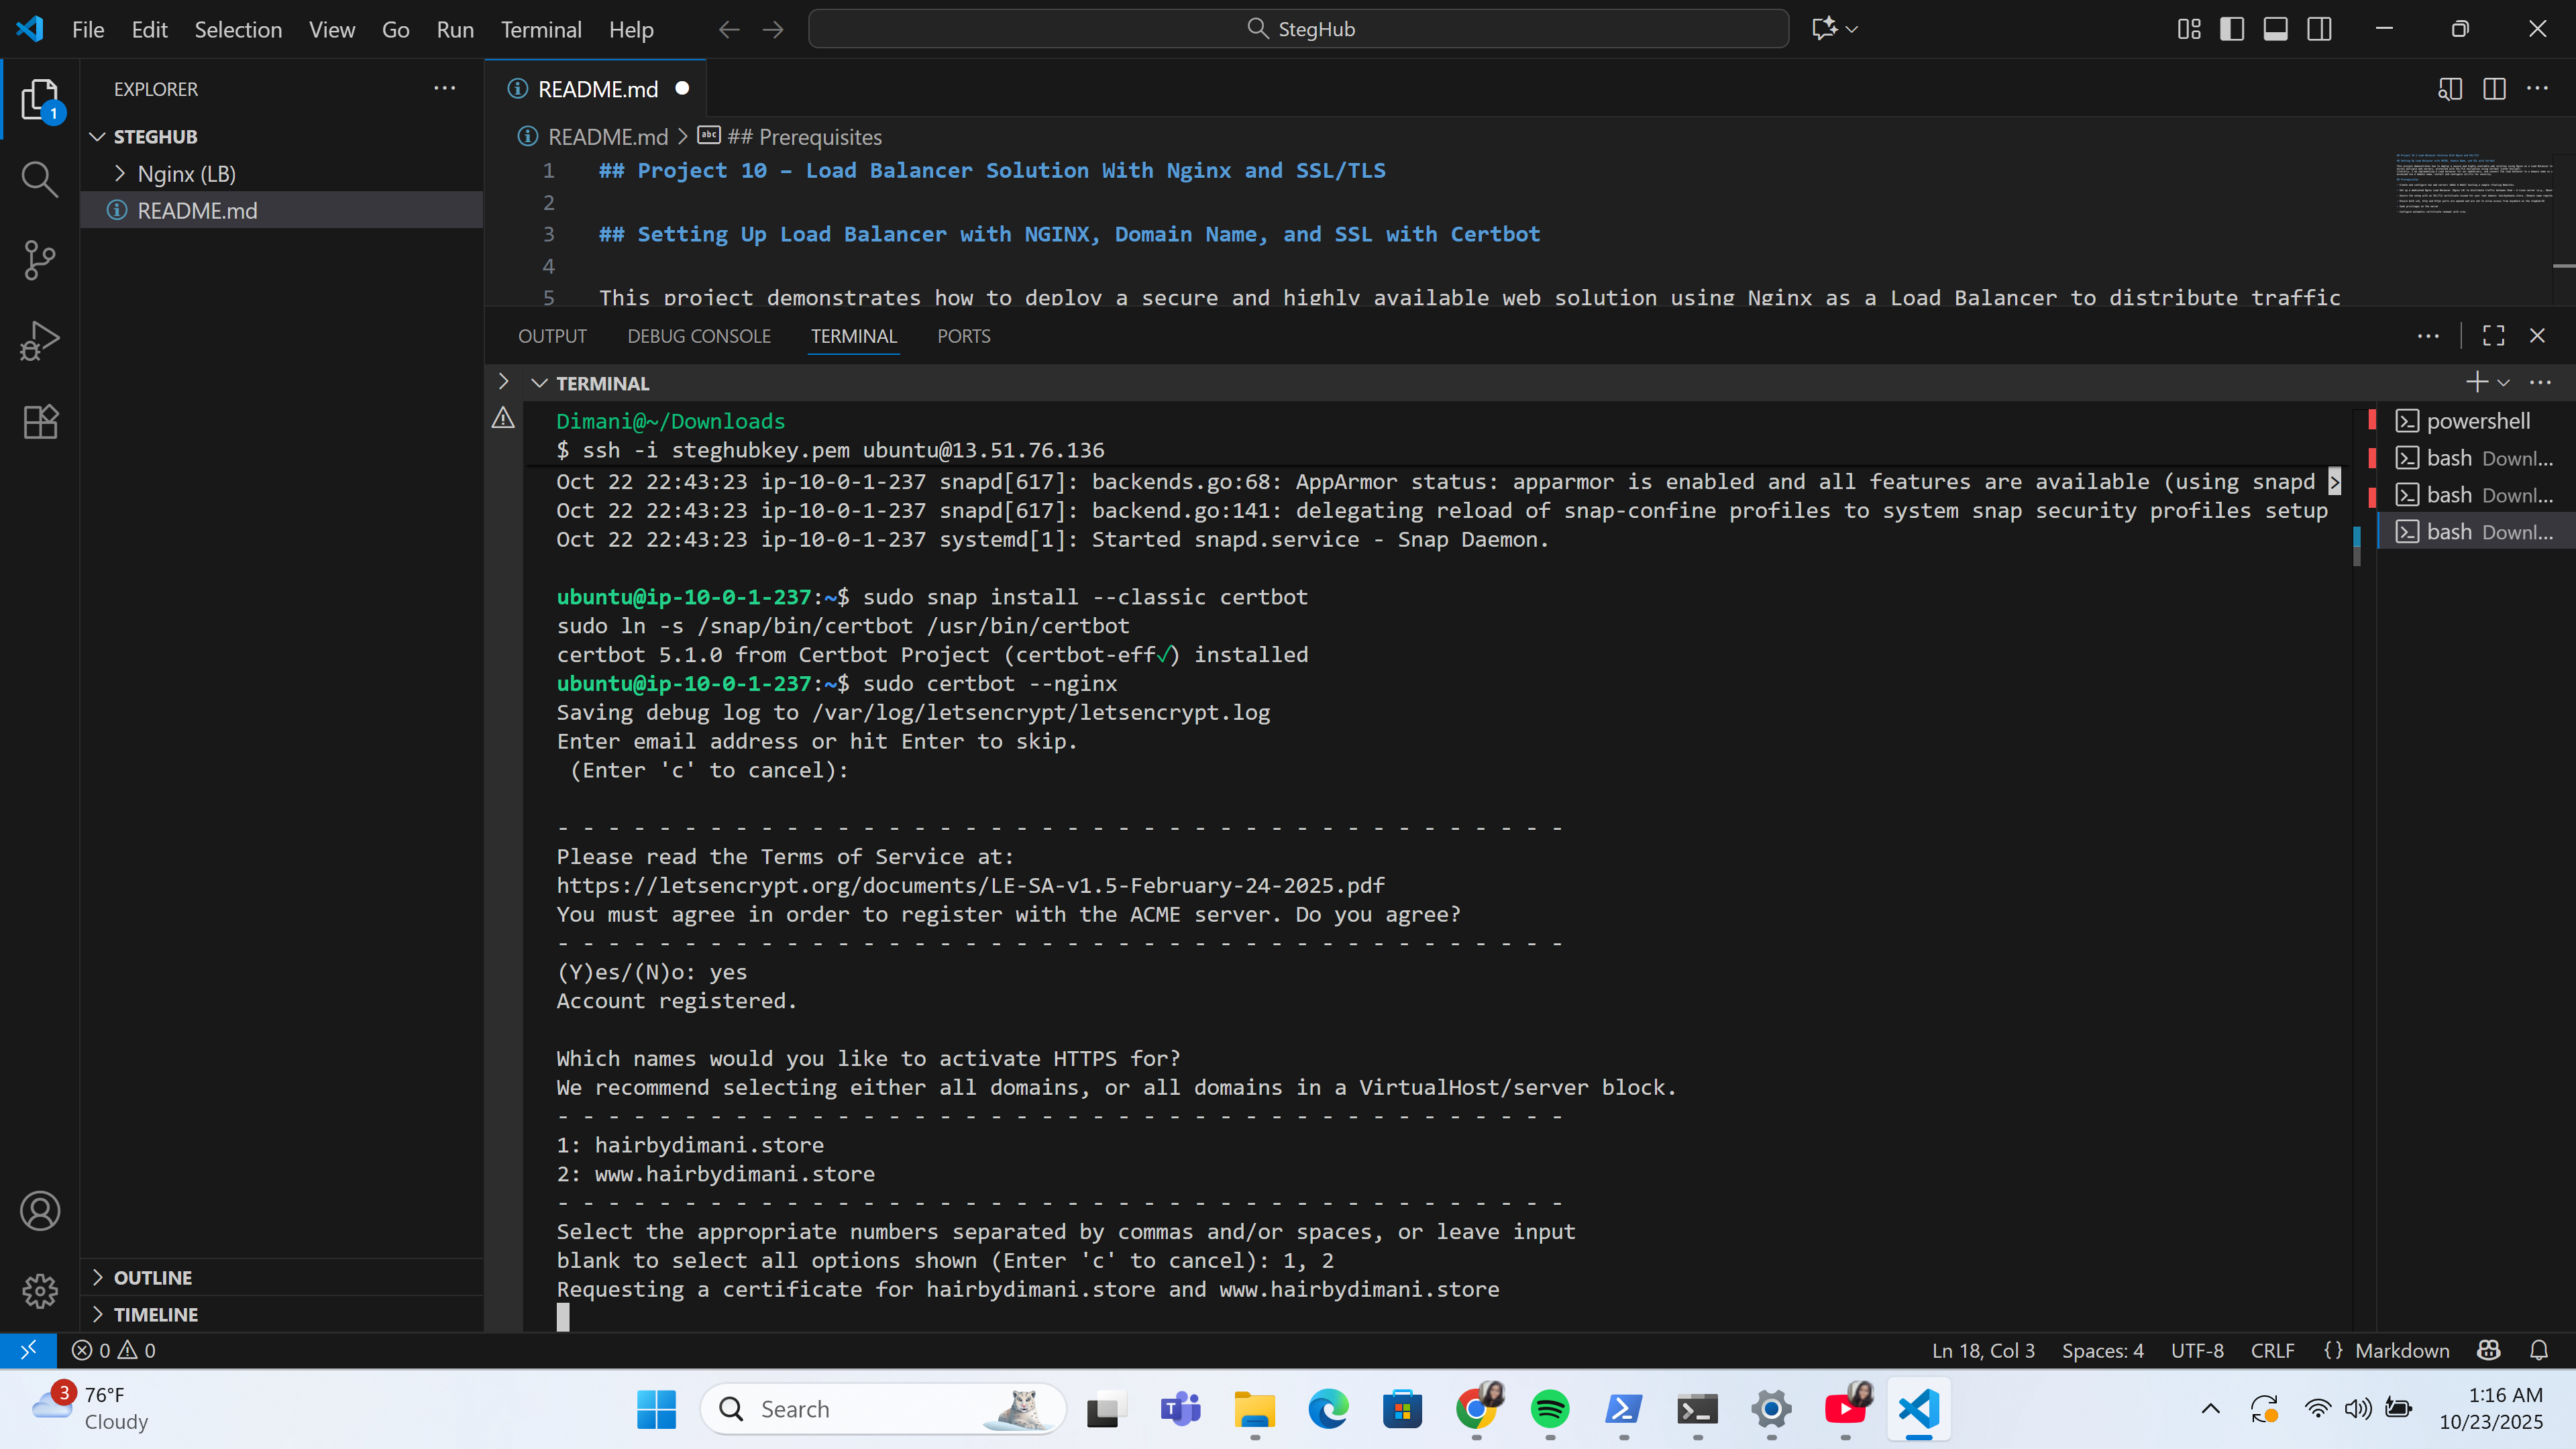 File Edit Selection View Go Run Terminal Help
StegHub
EXPLORER
1
STEGHUB
Nginx (LB)
README.md
OUTLINE
TIMELINE
README.md
README.md > ## Prerequisites
1 ## Project 10 – Load Balancer Solution With Nginx and SSL/TLS
2
3 ## Setting Up Load Balancer with NGINX, Domain Name, and SSL with Certbot
4
5 This project demonstrates how to deploy a secure and highly available web solution using Nginx as a Load Balancer to distribute traffic
OUTPUT DEBUG CONSOLE TERMINAL PORTS
TERMINAL
Dimani@~/Downloads
$ ssh -i steghubkey.pem ubuntu@13.51.76.136
Oct 22 22:43:23 ip-10-0-1-237 snapd[617]: backends.go:68: AppArmor status: apparmor is enabled and all features are available (using snapd >
Oct 22 22:43:23 ip-10-0-1-237 snapd[617]: backend.go:141: delegating reload of snap-confine profiles to system snap security profiles setup
Oct 22 22:43:23 ip-10-0-1-237 systemd[1]: Started snapd.service - Snap Daemon.
ubuntu@ip-10-0-1-237:~$ sudo snap install --classic certbot
sudo ln -s /snap/bin/certbot /usr/bin/certbot
certbot 5.1.0 from Certbot Project (certbot-eff✓) installed
ubuntu@ip-10-0-1-237:~$ sudo certbot --nginx
Saving debug log to /var/log/letsencrypt/letsencrypt.log
Enter email address or hit Enter to skip.
(Enter 'c' to cancel):
- - - - - - - - - - - - - - - - - - - - - - - - - - - - - - - - - - - - - - - -
Please read the Terms of Service at:
https://letsencrypt.org/documents/LE-SA-v1.5-February-24-2025.pdf
You must agree in order to register with the ACME server. Do you agree?
- - - - - - - - - - - - - - - - - - - - - - - - - - - - - - - - - - - - - - - -
(Y)es/(N)o: yes
Account registered.
Which names would you like to activate HTTPS for?
We recommend selecting either all domains, or all domains in a VirtualHost/server block.
- - - - - - - - - - - - - - - - - - - - - - - - - - - - - - - - - - - - - - - -
1: hairbydimani.store
2: www.hairbydimani.store
- - - - - - - - - - - - - - - - - - - - - - - - - - - - - - - - - - - - - - - -
Select the appropriate numbers separated by commas and/or spaces, or leave input
blank to select all options shown (Enter 'c' to cancel): 1, 2
Requesting a certificate for hairbydimani.store and www.hairbydimani.store
powershell
bash Downl...
bash Downl...
bash Downl...
0 0
Ln 18, Col 3 Spaces: 4 UTF-8 CRLF {} Markdown
3
76°F
Cloudy
Search
1:16 AM
10/23/2025